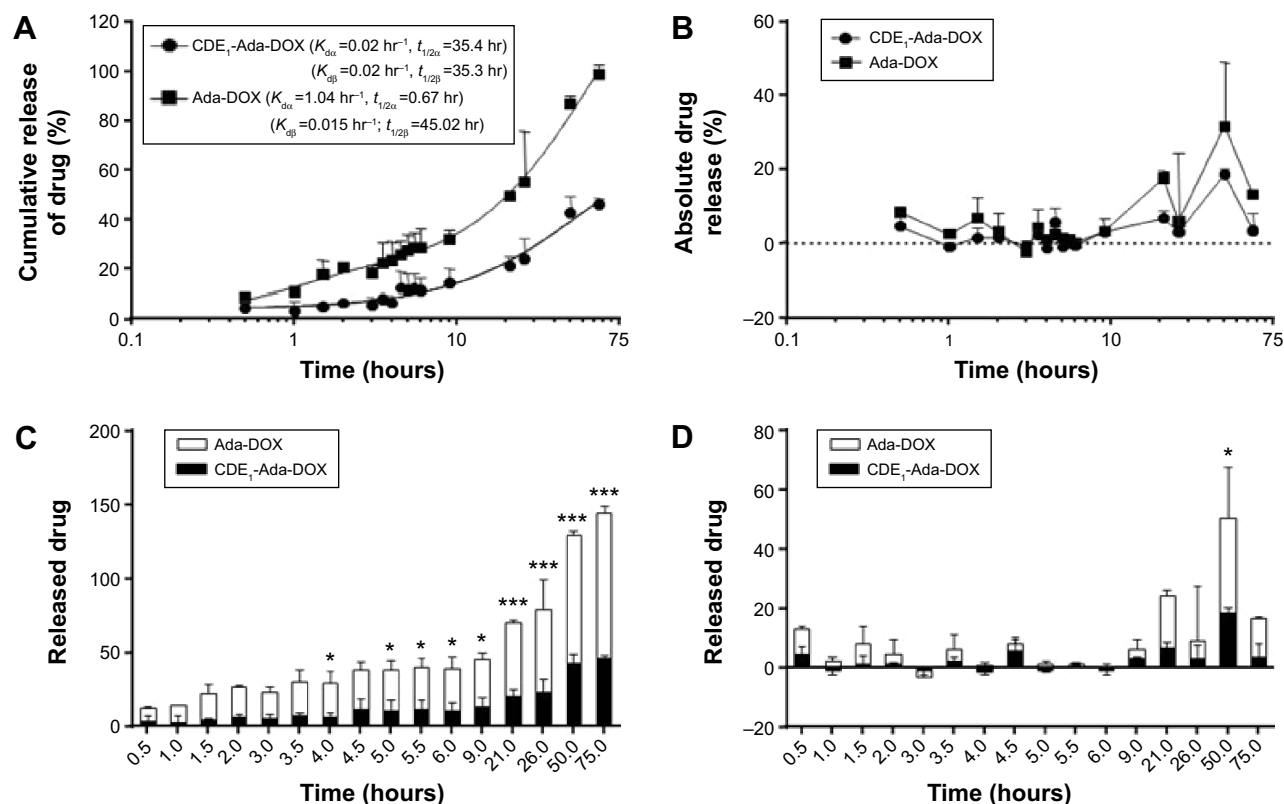 A
120
100
80
60
40
20
0
Cumulative release
of drug (%)
CDE₁-Ada-DOX (K_dα=0.02 hr⁻¹, t_1/2α=35.4 hr)
(K_dβ=0.02 hr⁻¹, t_1/2β=35.3 hr)
Ada-DOX (K_dα=1.04 hr⁻¹, t_1/2α=0.67 hr)
(K_dβ=0.015 hr⁻¹; t_1/2β=45.02 hr)
0.1
1
10
75
Time (hours)
B
60
40
20
0
–20
Absolute drug
release (%)
CDE₁-Ada-DOX
Ada-DOX
0.1
1
10
75
Time (hours)
C
200
150
100
50
0
Released drug
Ada-DOX
CDE₁-Ada-DOX
* * * * * *** *** *** ***
0.5 1.0 1.5 2.0 3.0 3.5 4.0 4.5 5.0 5.5 6.0 9.0 21.0 26.0 50.0 75.0
Time (hours)
D
80
60
40
20
0
–20
Released drug
Ada-DOX
CDE₁-Ada-DOX
*
0.5 1.0 1.5 2.0 3.0 3.5 4.0 4.5 5.0 5.5 6.0 9.0 21.0 26.0 50.0 75.0
Time (hours)